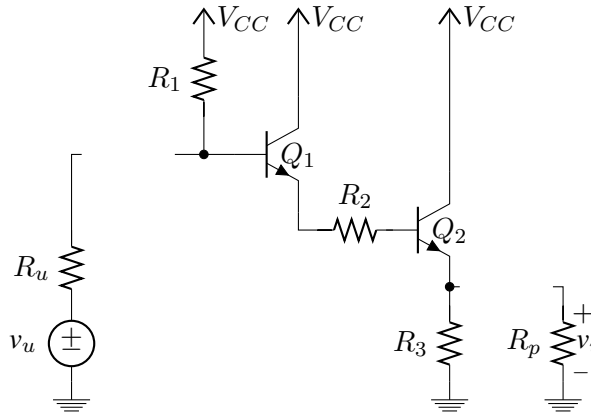 V_CC V_CC V_CC
R_1
Q_1
R_2
Q_2
R_u
v_u ±
R_3 R_p
+
−